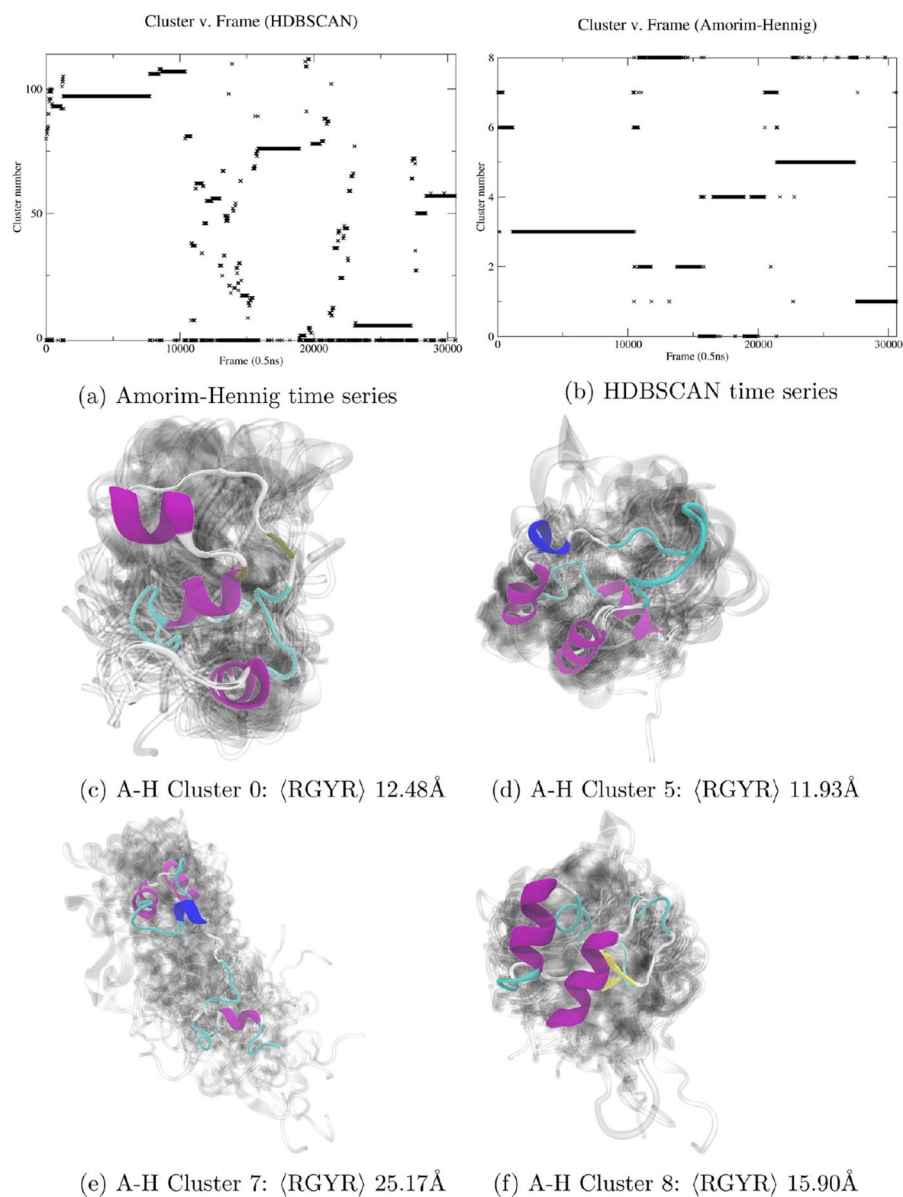 Cluster v. Frame (HDBSCAN)
Cluster number
100
50
0
0
10000
20000
30000
Frame (0.5ns)
(a) Amorim-Hennig time series
Cluster v. Frame (Amorim-Hennig)
Cluster number
8
6
4
2
0
0
10000
20000
30000
Frame (0.5ns)
(b) HDBSCAN time series
(c) A-H Cluster 0: ⟨RGYR⟩ 12.48Å
(d) A-H Cluster 5: ⟨RGYR⟩ 11.93Å
(e) A-H Cluster 7: ⟨RGYR⟩ 25.17Å
(f) A-H Cluster 8: ⟨RGYR⟩ 15.90Å